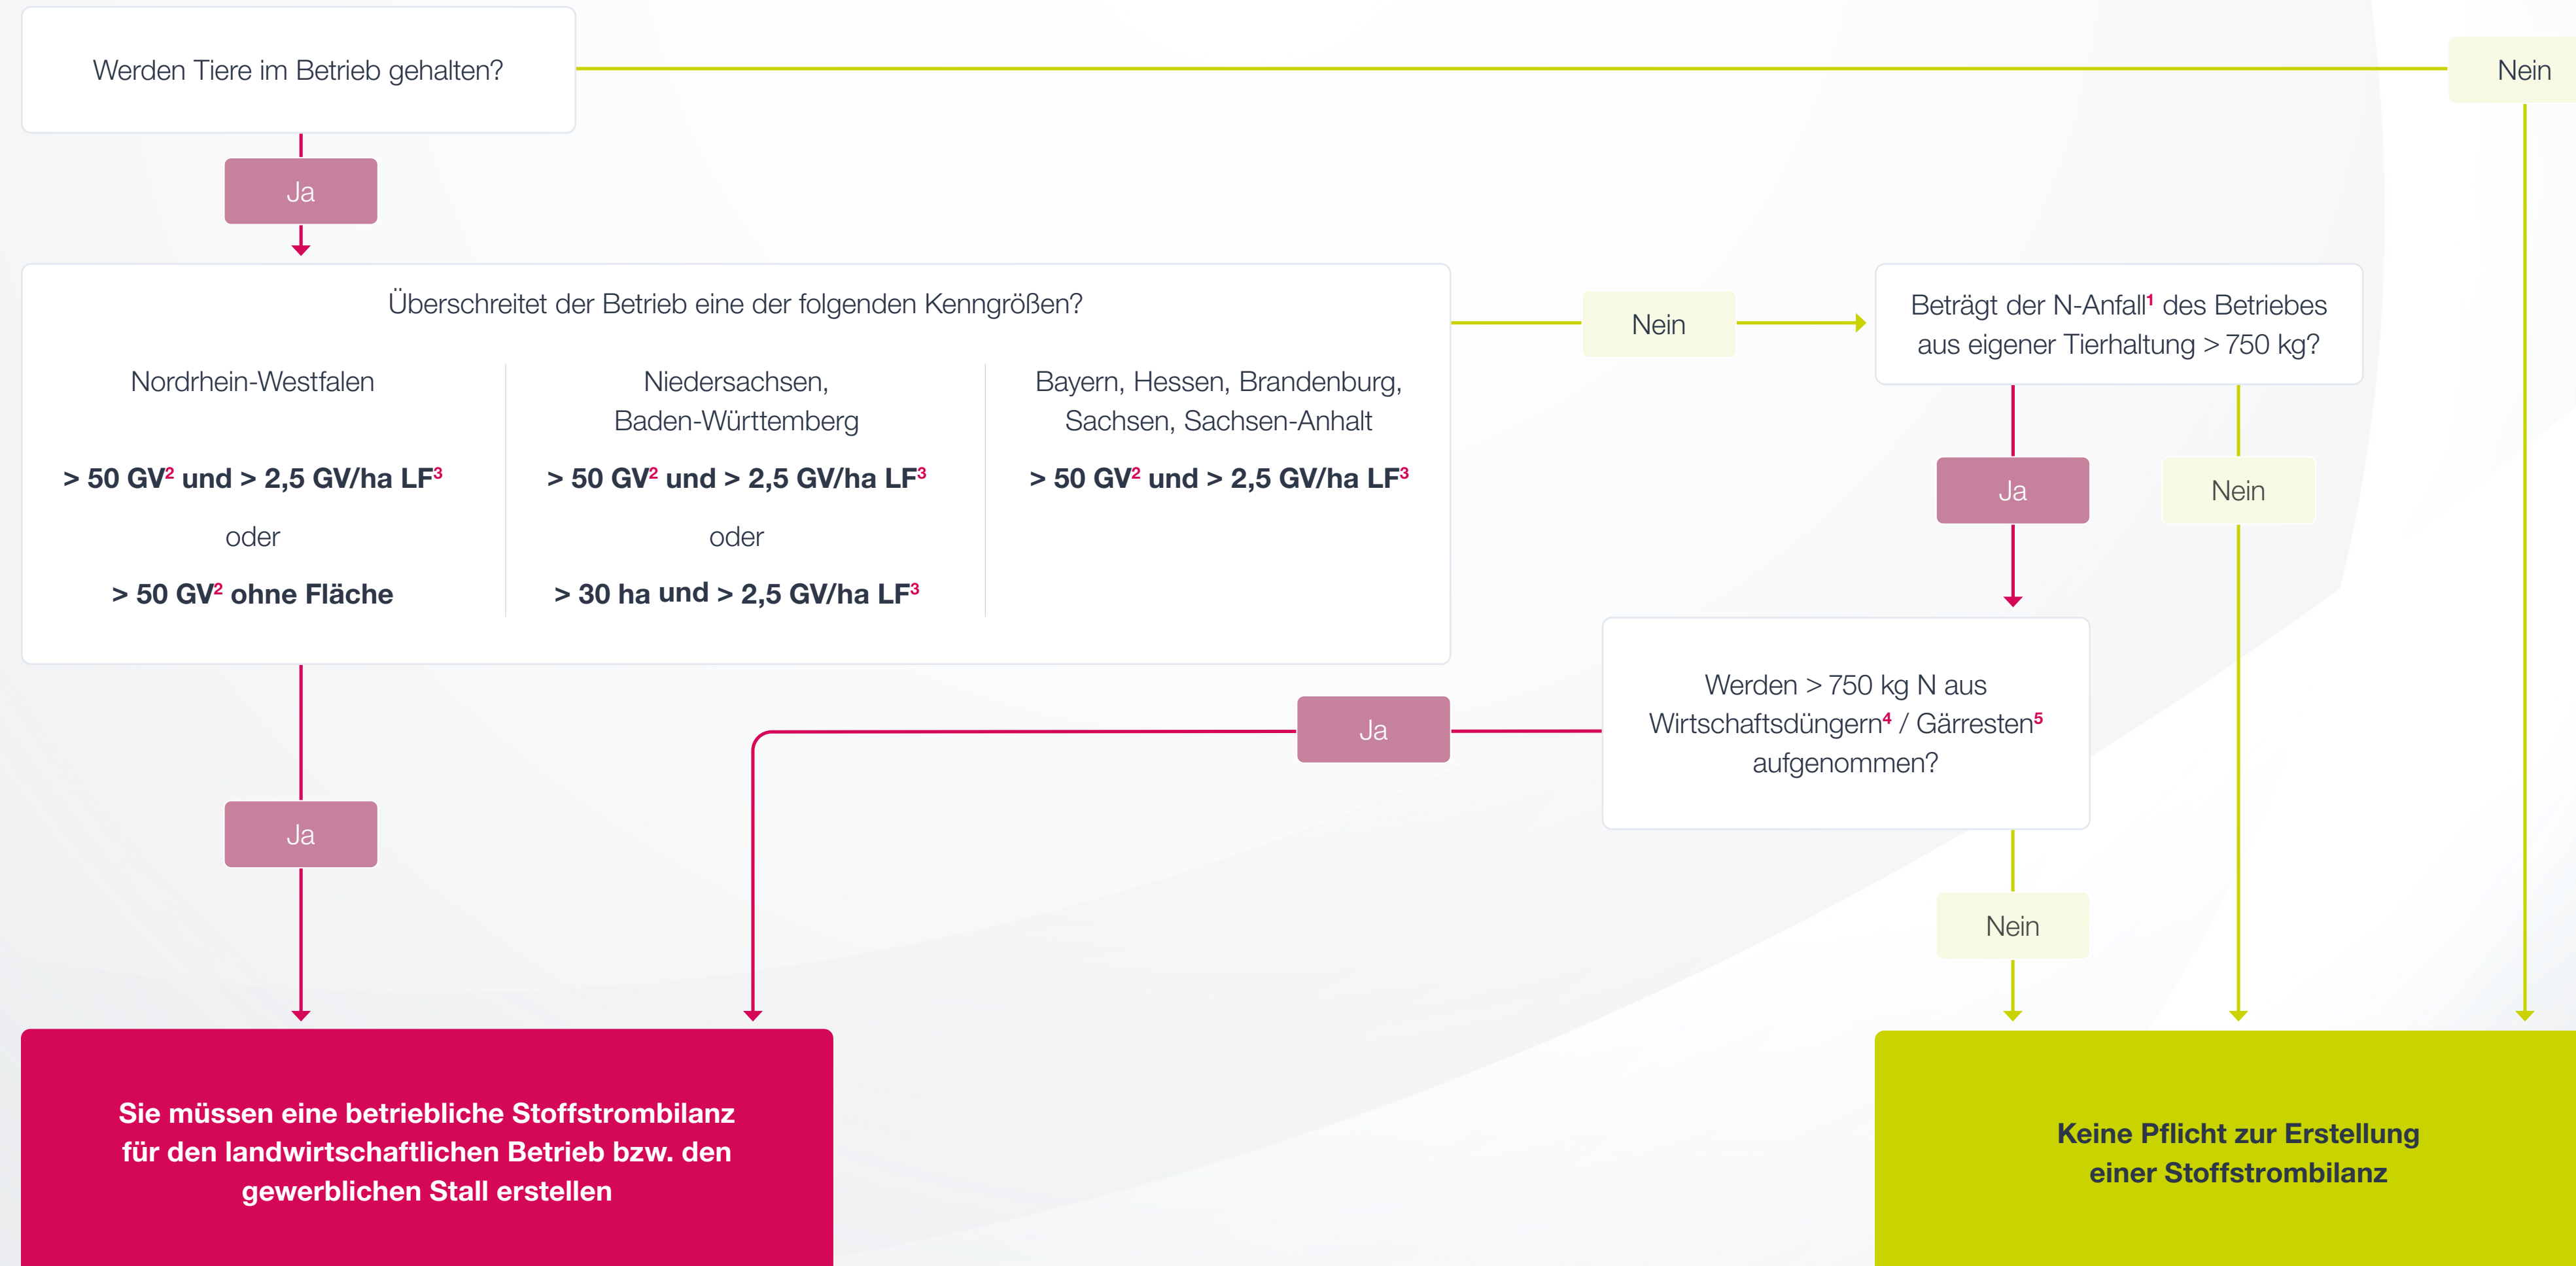 Werden Tiere im Betrieb gehalten?
Nein
Ja
Überschreitet der Betrieb eine der folgenden Kenngrößen?
Nordrhein-Westfalen
> 50 GV² und > 2,5 GV/ha LF³
oder
> 50 GV² ohne Fläche
Niedersachsen,
Baden-Württemberg
> 50 GV² und > 2,5 GV/ha LF³
oder
> 30 ha und > 2,5 GV/ha LF³
Bayern, Hessen, Brandenburg,
Sachsen, Sachsen-Anhalt
> 50 GV² und > 2,5 GV/ha LF³
Nein
Beträgt der N-Anfall¹ des Betriebes
aus eigener Tierhaltung > 750 kg?
Ja
Nein
Werden > 750 kg N aus
Wirtschaftsdüngern⁴ / Gärresten⁵
aufgenommen?
Ja
Ja
Nein
Sie müssen eine betriebliche Stoffstrombilanz
für den landwirtschaftlichen Betrieb bzw. den
gewerblichen Stall erstellen
Keine Pflicht zur Erstellung
einer Stoffstrombilanz